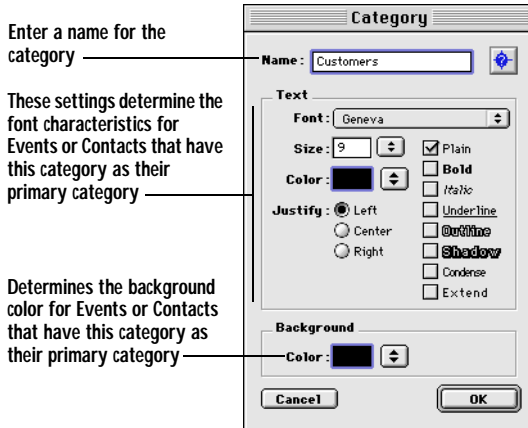 Category
Enter a name for the
category
Name: Customers
These settings determine the
font characteristics for
Events or Contacts that have
this category as their
primary category
Text
Font: Geneva
Size: 9
Color:
Justify: Left
Center
Right
Plain
Bold
Italic
Underline
Outline
Shadow
Condense
Extend
Determines the background
color for Events or Contacts
that have this category as
their primary category
Background
Color:
Cancel
OK